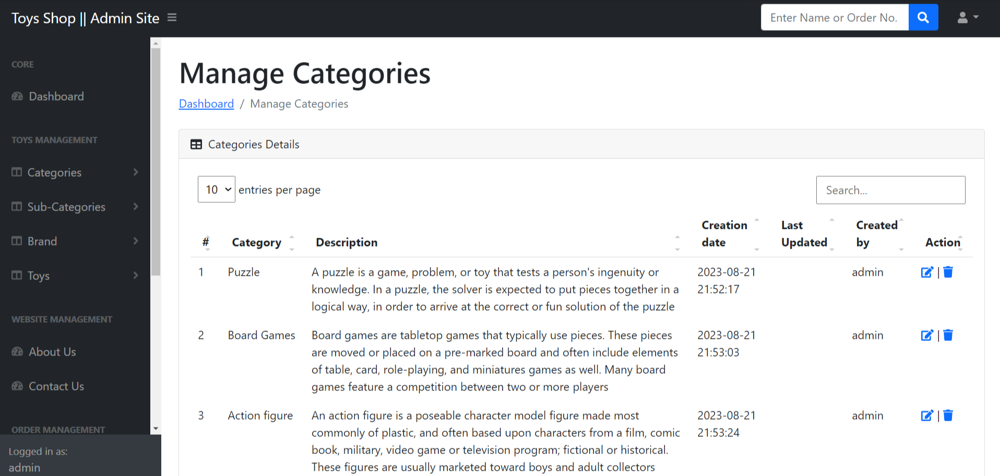 Toys Shop || Admin Site
Enter Name or Order No.
CORE
Dashboard
TOYS MANAGEMENT
Categories
Sub-Categories
Brand
Toys
WEBSITE MANAGEMENT
About Us
Contact Us
ORDER MANAGEMENT
Logged in as:
admin
Manage Categories
Dashboard / Manage Categories
Categories Details
10 entries per page
Search...
# Category Description Creation date Last Updated Created by Action
1 Puzzle A puzzle is a game, problem, or toy that tests a person's ingenuity or 2023-08-21 admin |
knowledge. In a puzzle, the solver is expected to put pieces together in a 21:52:17
logical way, in order to arrive at the correct or fun solution of the puzzle
2 Board Games Board games are tabletop games that typically use pieces. These pieces 2023-08-21 admin |
are moved or placed on a pre-marked board and often include elements 21:53:03
of table, card, role-playing, and miniatures games as well. Many board
games feature a competition between two or more players
3 Action figure An action figure is a poseable character model figure made most 2023-08-21 admin |
commonly of plastic, and often based upon characters from a film, comic 21:53:24
book, military, video game or television program; fictional or historical.
These figures are usually marketed toward boys and adult collectors